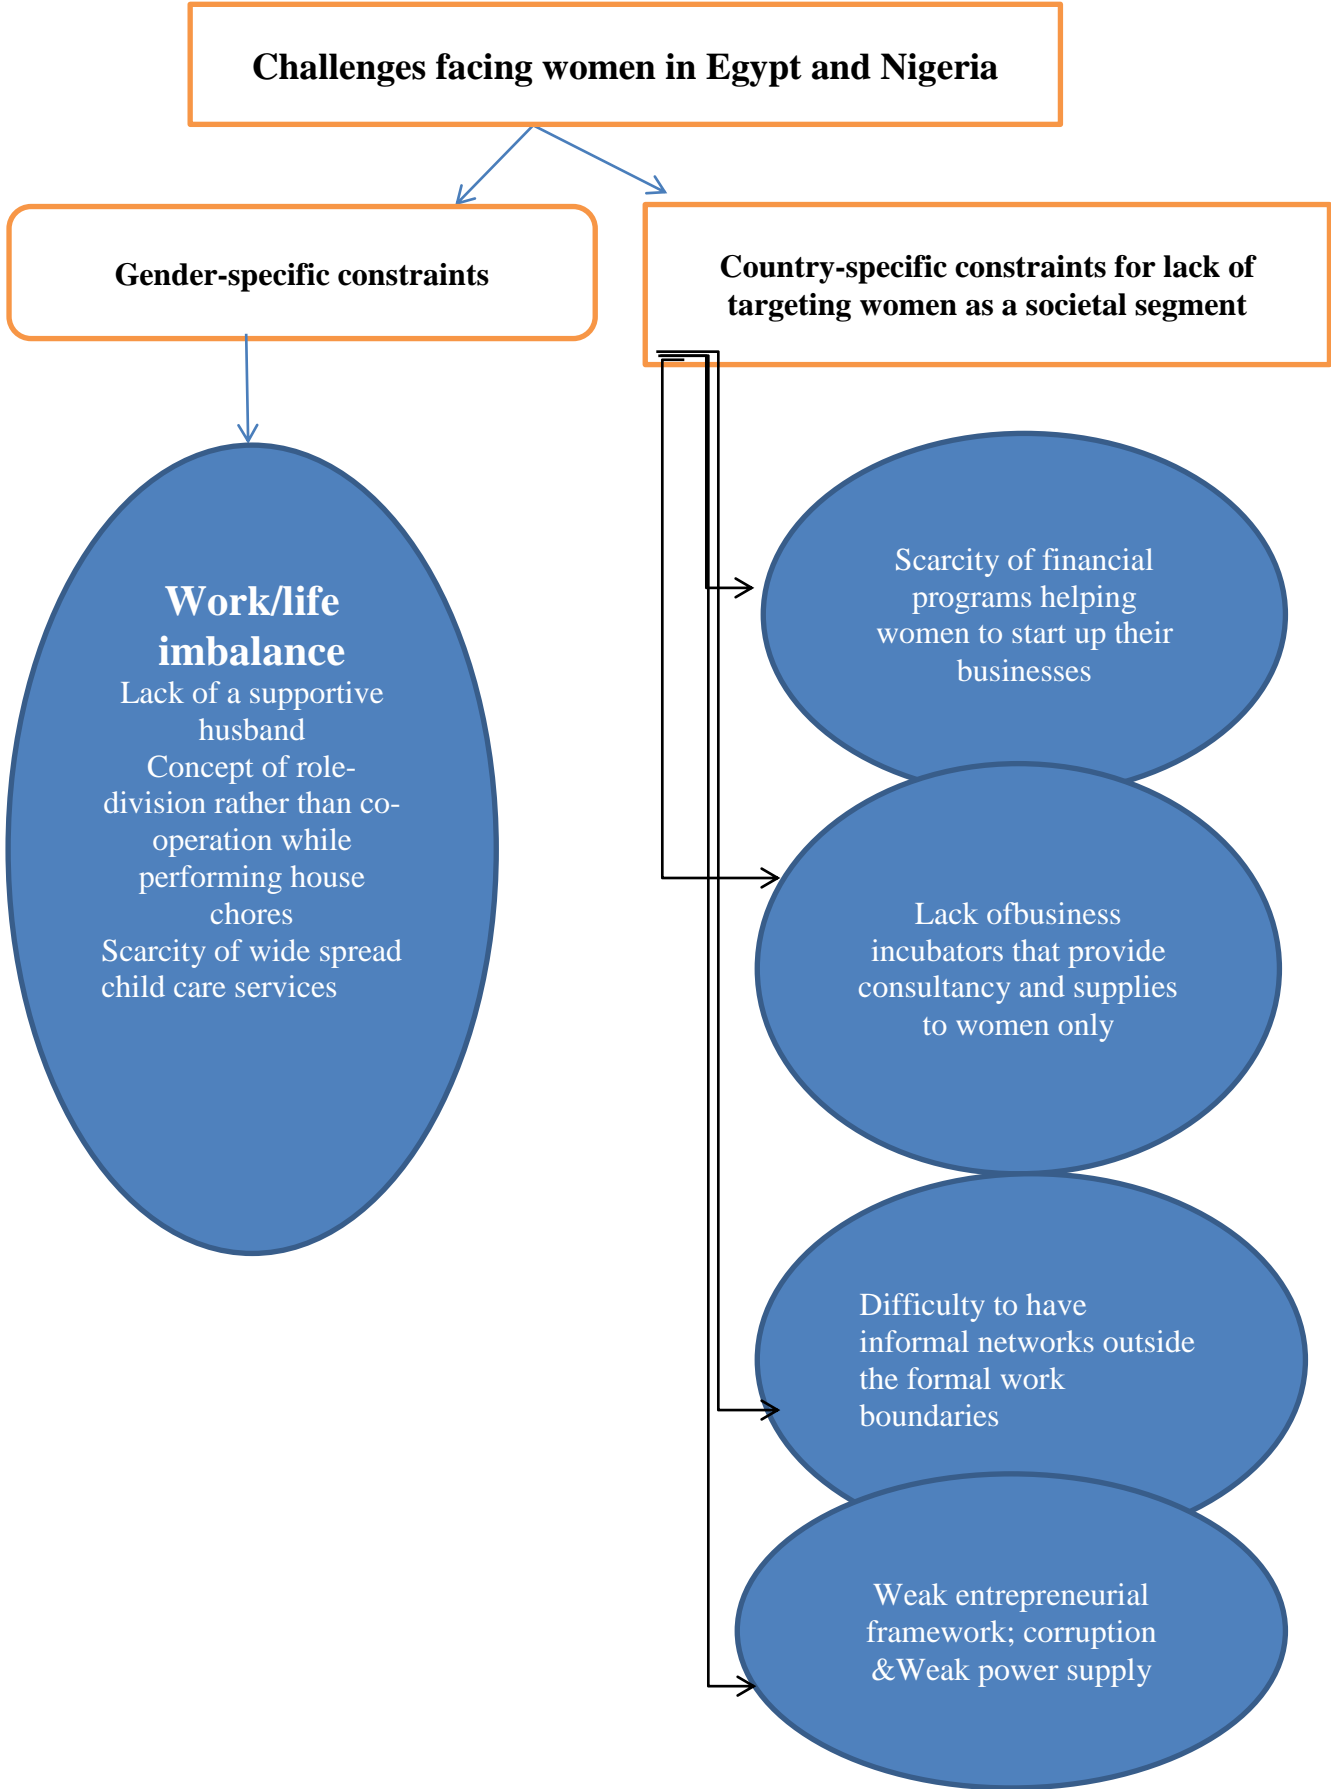 Challenges facing women in Egypt and Nigeria
Gender-specific constraints
Country-specific constraints for lack of
targeting women as a societal segment
Work/life
imbalance
Lack of a supportive
husband
Concept of role-
division rather than co-
operation while
performing house
chores
Scarcity of wide spread
child care services
Scarcity of financial
programs helping
women to start up their
businesses
Lack ofbusiness
incubators that provide
consultancy and supplies
to women only
Difficulty to have
informal networks outside
the formal work
boundaries
Weak entrepreneurial
framework; corruption
&Weak power supply